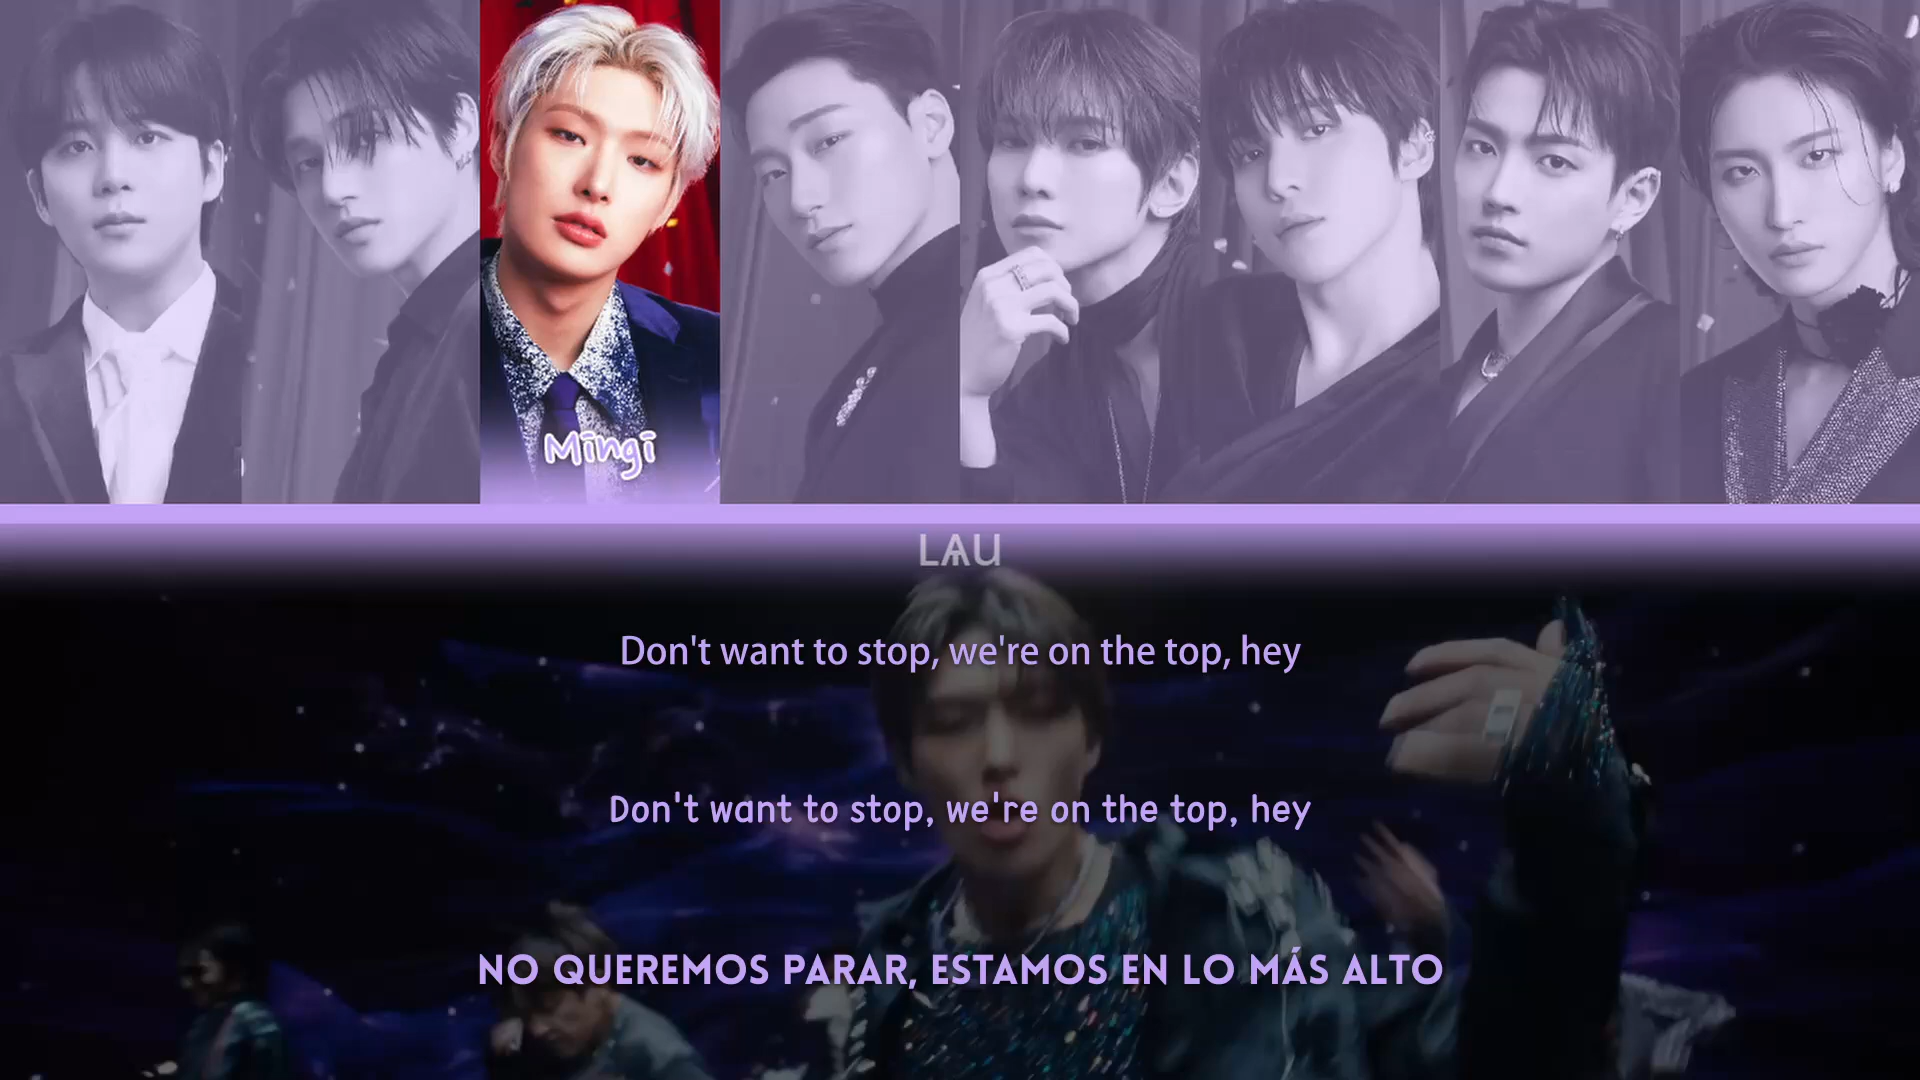 Mingi
LAU
Don't want to stop, we're on the top, hey
Don't want to stop, we're on the top, hey
NO QUEREMOS PARAR, ESTAMOS EN LO MÁS ALTO